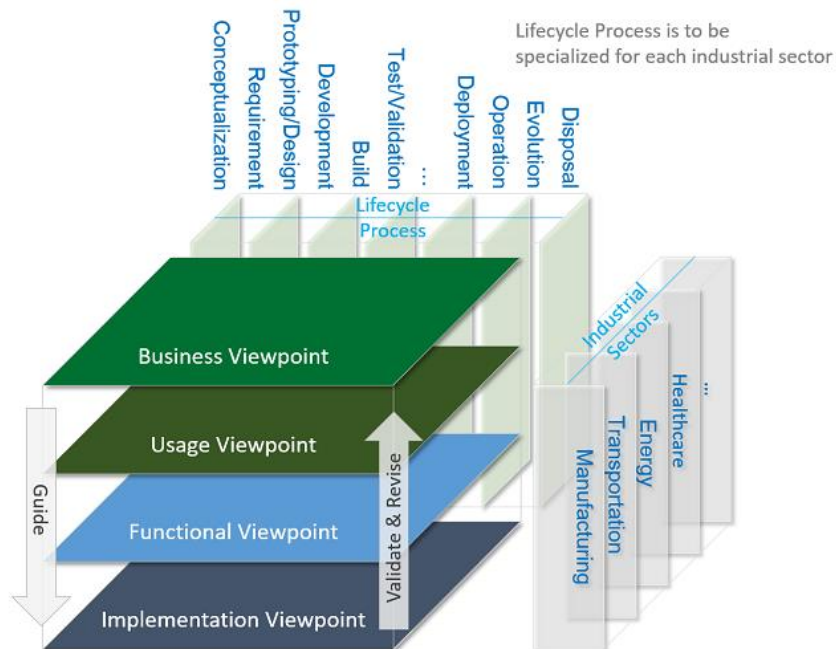 Lifecycle Process is to be
specialized for each industrial sector
Conceptualization
Requirement
Prototyping/Design
Development
Build
Test/Validation
...
Deployment
Operation
Evolution
Disposal
Lifecycle
Process
Business Viewpoint
Usage Viewpoint
Functional Viewpoint
Implementation Viewpoint
Guide
Validate & Revise
Industrial
Sectors
Manufacturing
Transportation
Energy
Healthcare
...